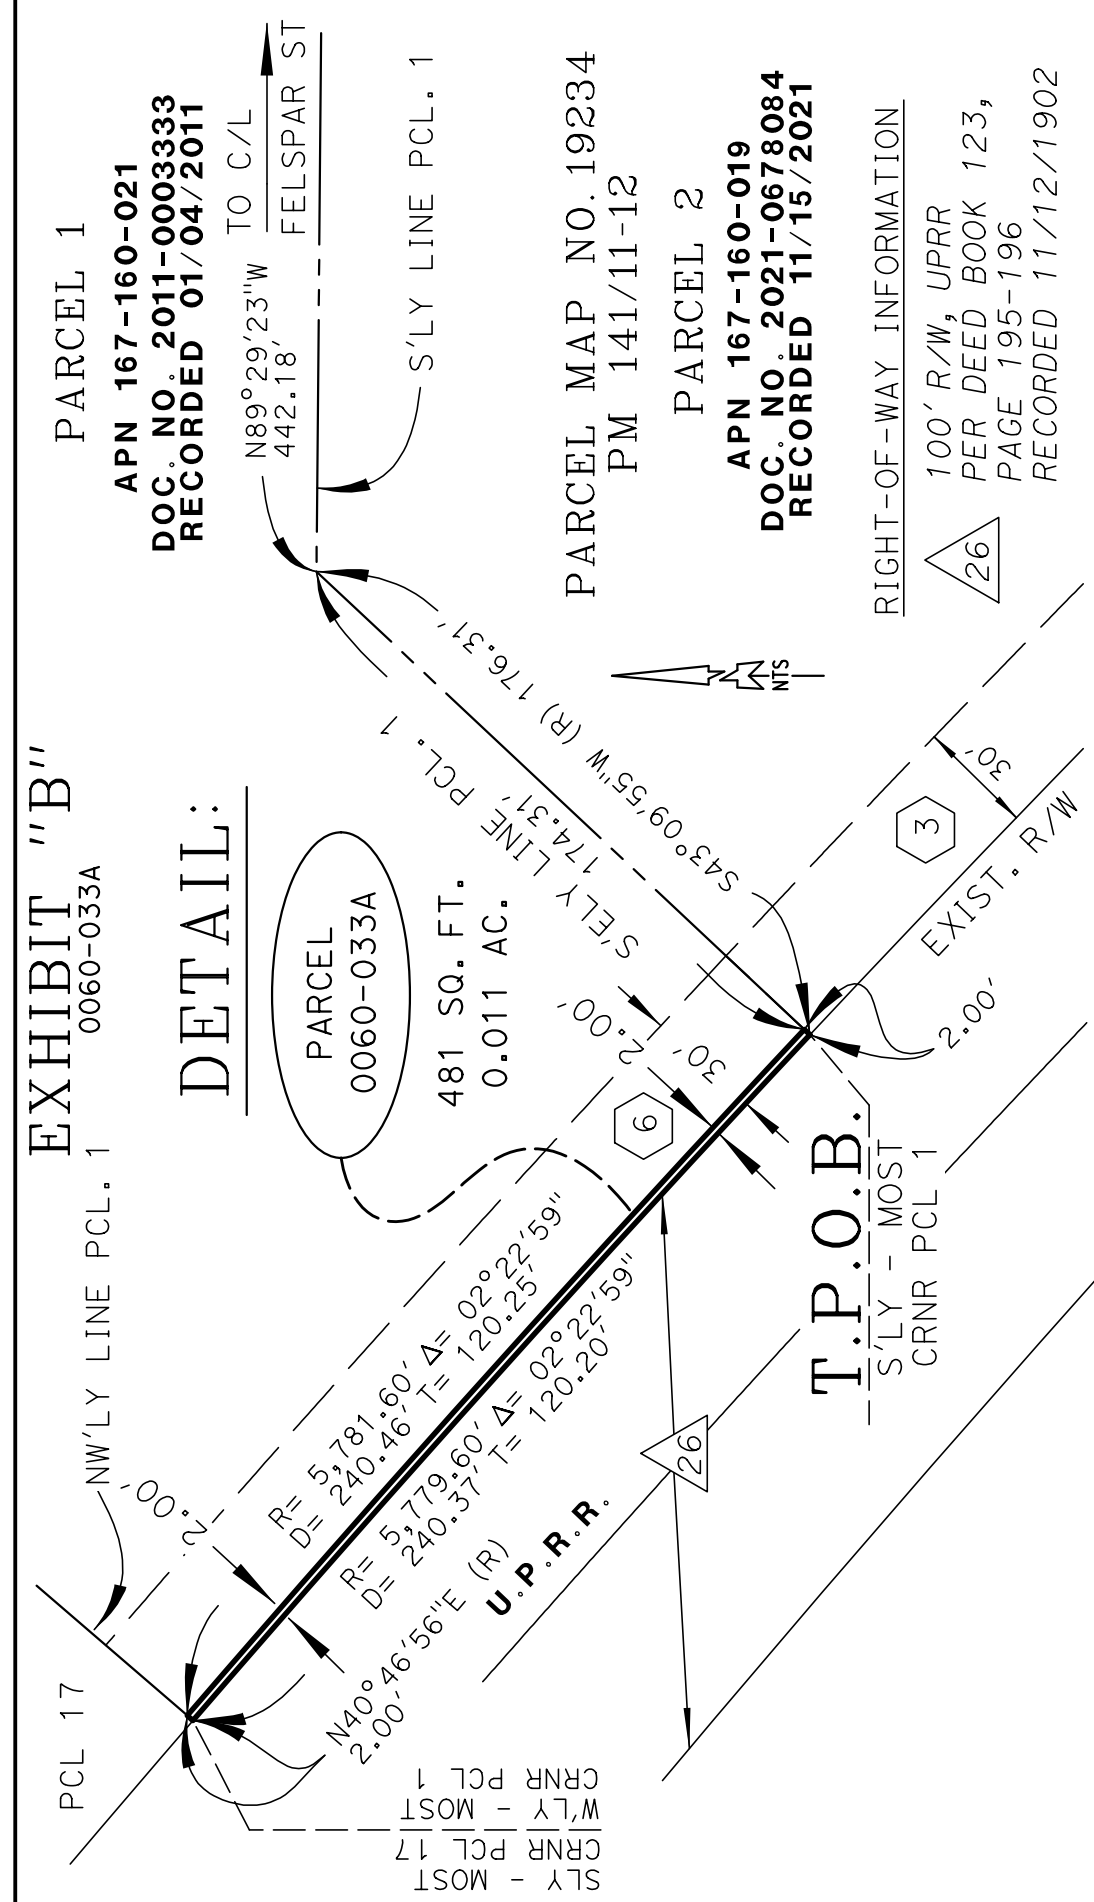 EXHIBIT "B"
0060-033A
DETAIL:
PARCEL
0060-033A
481 SQ. FT.
0.011 AC.
PARCEL 1
APN 167-160-021
DOC. NO. 2011-0003333
RECORDED 01/04/2011
TO C/L
FELSPAR ST
N89°29'23"W
442.18'
S'LY LINE PCL. 1
PARCEL MAP NO. 19234
PM 141/11-12
PARCEL 2
APN 167-160-019
DOC. NO. 2021-0678084
RECORDED 11/15/2021
RIGHT-OF-WAY INFORMATION
26
100' R/W, UPRR
PER DEED BOOK 123,
PAGE 195-196
RECORDED 11/12/1902
NTS
S'ELY LINE PCL. 1
174.31'
S43°09'55"W (R) 176.31'
NW'LY LINE PCL. 1
PCL 17
2.00'
R= 5,781.60' Δ= 02°22'59"
D= 240.46' T= 120.25'
R= 5,779.60' Δ= 02°22'59"
D= 240.37' T= 120.20'
N40°46'56"E (R)
2.00'
U.P.R.R.
26
2.00'
30'
6
3
30'
EXIST. R/W
2.00'
T.P.O.B.
S'LY - MOST
CRNR PCL 1
SLY - MOST
CRNR PCL 17
W'LY - MOST
CRNR PCL 1